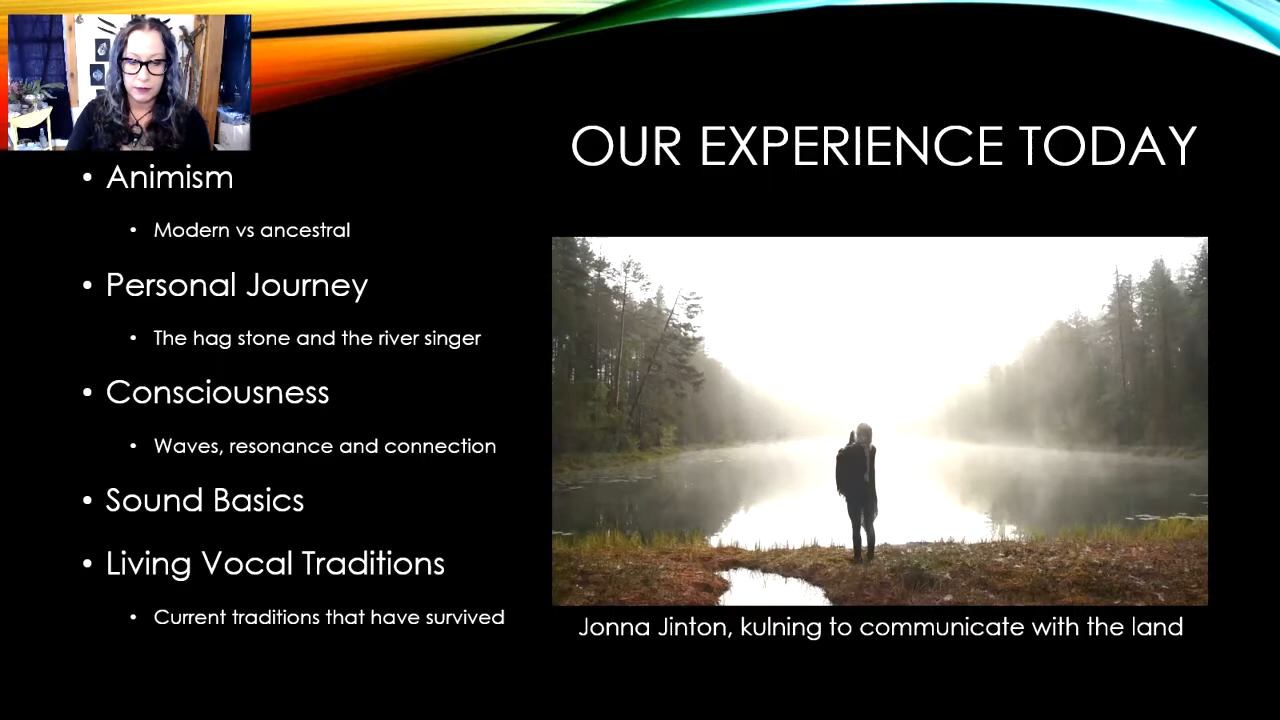 OUR EXPERIENCE TODAY
• Animism
• Modern vs ancestral
• Personal Journey
• The hag stone and the river singer
• Consciousness
• Waves, resonance and connection
• Sound Basics
• Living Vocal Traditions
• Current traditions that have survived
Jonna Jinton, kulning to communicate with the land